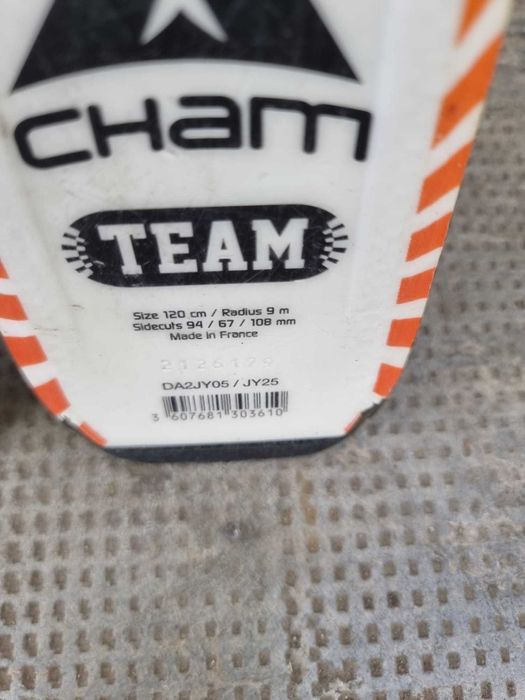 CHam
TEAM
Size 120 cm / Radius 9 m
Sidecuts 94 / 67 / 108 mm
Made in France
2126179
DA2JY05 / JY25
3 607681 303610